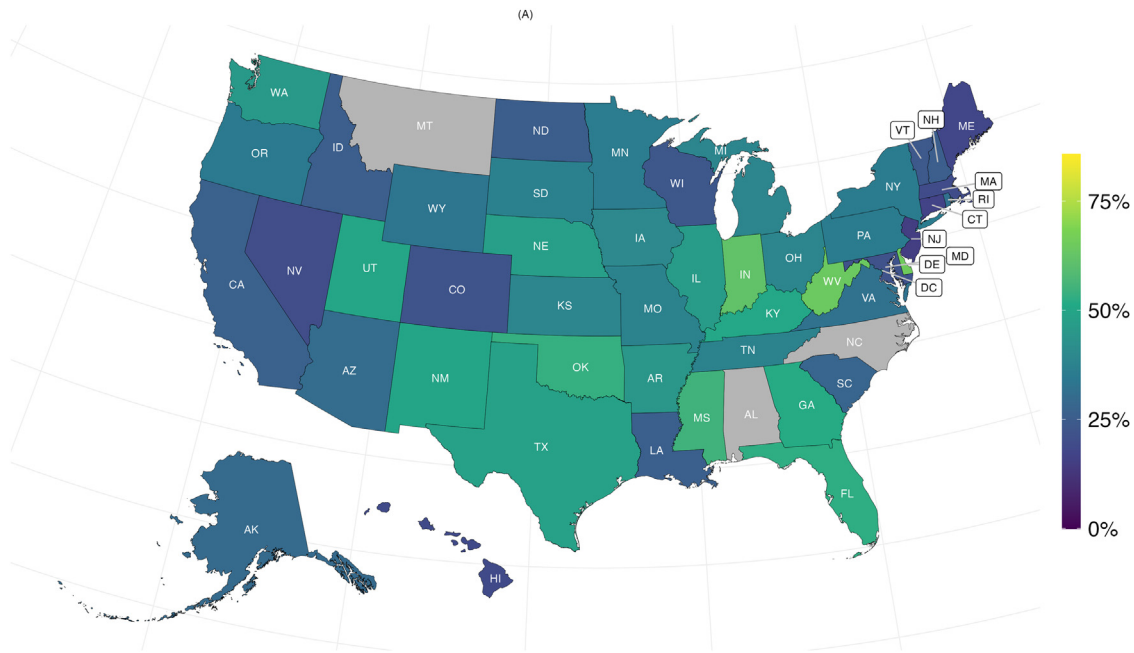 (A)
WA
MT
ND
MN
MI
VT
NH
ME
OR
ID
SD
WI
NY
MA
RI
CT
WY
NE
IA
PA
NJ
MD
DE
DC
NV
UT
CO
KS
MO
IL
IN
OH
WV
VA
CA
KY
NC
AZ
NM
OK
AR
TN
SC
TX
LA
MS
AL
GA
FL
AK
HI
75%
50%
25%
0%